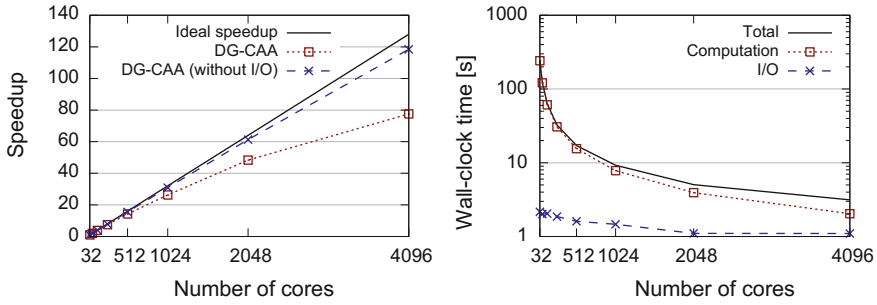 140
120
100
80
60
40
20
0
Speedup
Ideal speedup
DG-CAA
DG-CAA (without I/O)
32 512 1024 2048 4096
Number of cores
1000
100
10
1
Wall-clock time [s]
Total
Computation
I/O
32 512 1024 2048 4096
Number of cores